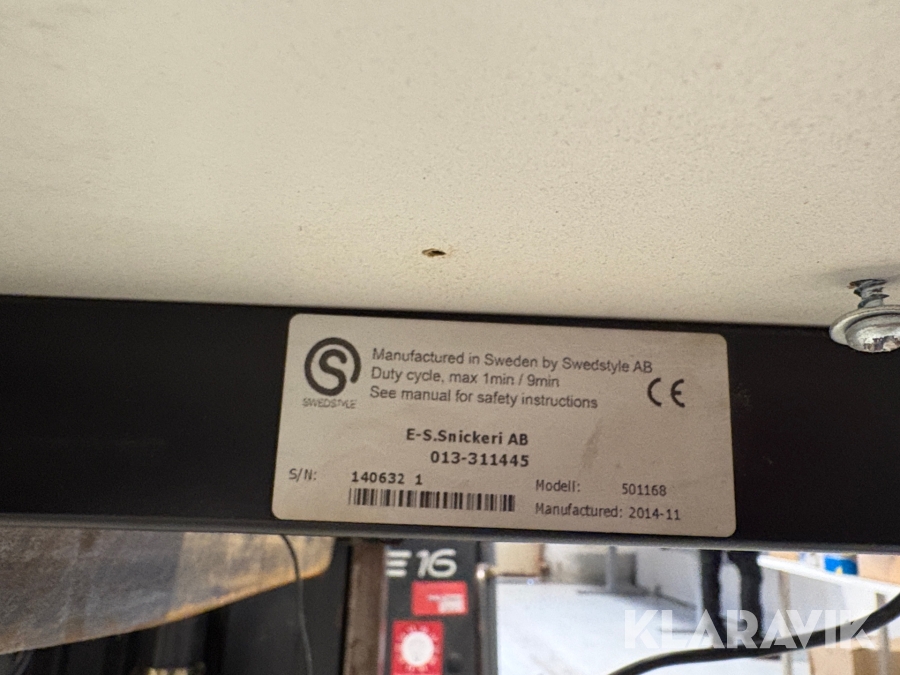 Manufactured in Sweden by Swedstyle AB
Duty cycle, max 1min / 9min
See manual for safety instructions
CE
SWEDSTYLE
E-S.Snickeri AB
013-311445
S/N: 140632 1
Modell: 501168
Manufactured: 2014-11
E 16
KLARAVIK